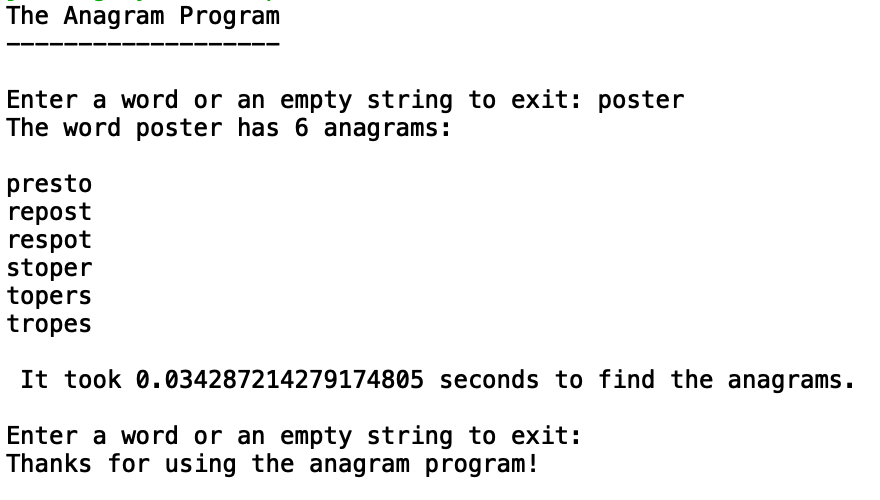 The Anagram Program
-------------------
Enter a word or an empty string to exit: poster
The word poster has 6 anagrams:
presto
repost
respot
stoper
topers
tropes
It took 0.034287214279174805 seconds to find the anagrams.
Enter a word or an empty string to exit:
Thanks for using the anagram program!